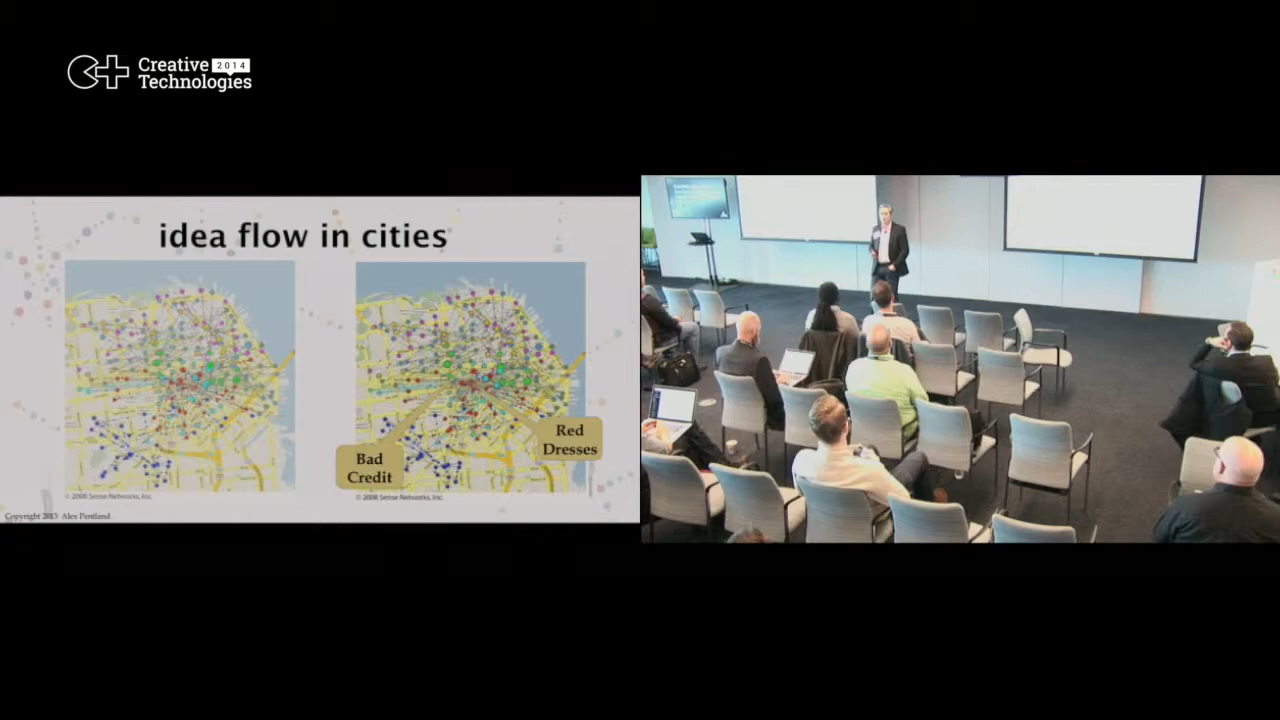 Creative 2014
Technologies
idea flow in cities
Bad
Credit
Red
Dresses
© 2008 Sense Networks, Inc.
© 2008 Sense Networks, Inc.
Copyright 2013 Alex Pentland